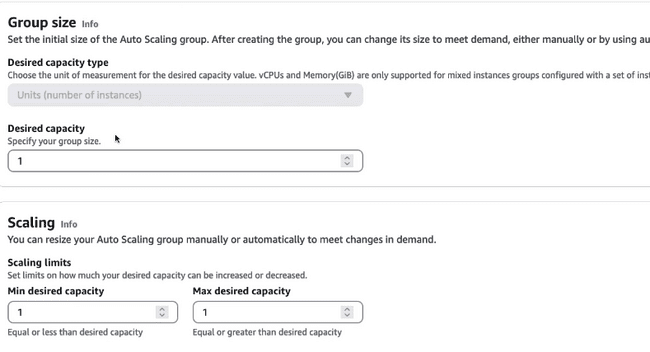 Group size Info
Set the initial size of the Auto Scaling group. After creating the group, you can change its size to meet demand, either manually or by using au
Desired capacity type
Choose the unit of measurement for the desired capacity value. vCPUs and Memory(GiB) are only supported for mixed instances groups configured with a set of inst
Units (number of instances)
Desired capacity
Specify your group size.
1
Scaling Info
You can resize your Auto Scaling group manually or automatically to meet changes in demand.
Scaling limits
Set limits on how much your desired capacity can be increased or decreased.
Min desired capacity Max desired capacity
1 1
Equal or less than desired capacity Equal or greater than desired capacity